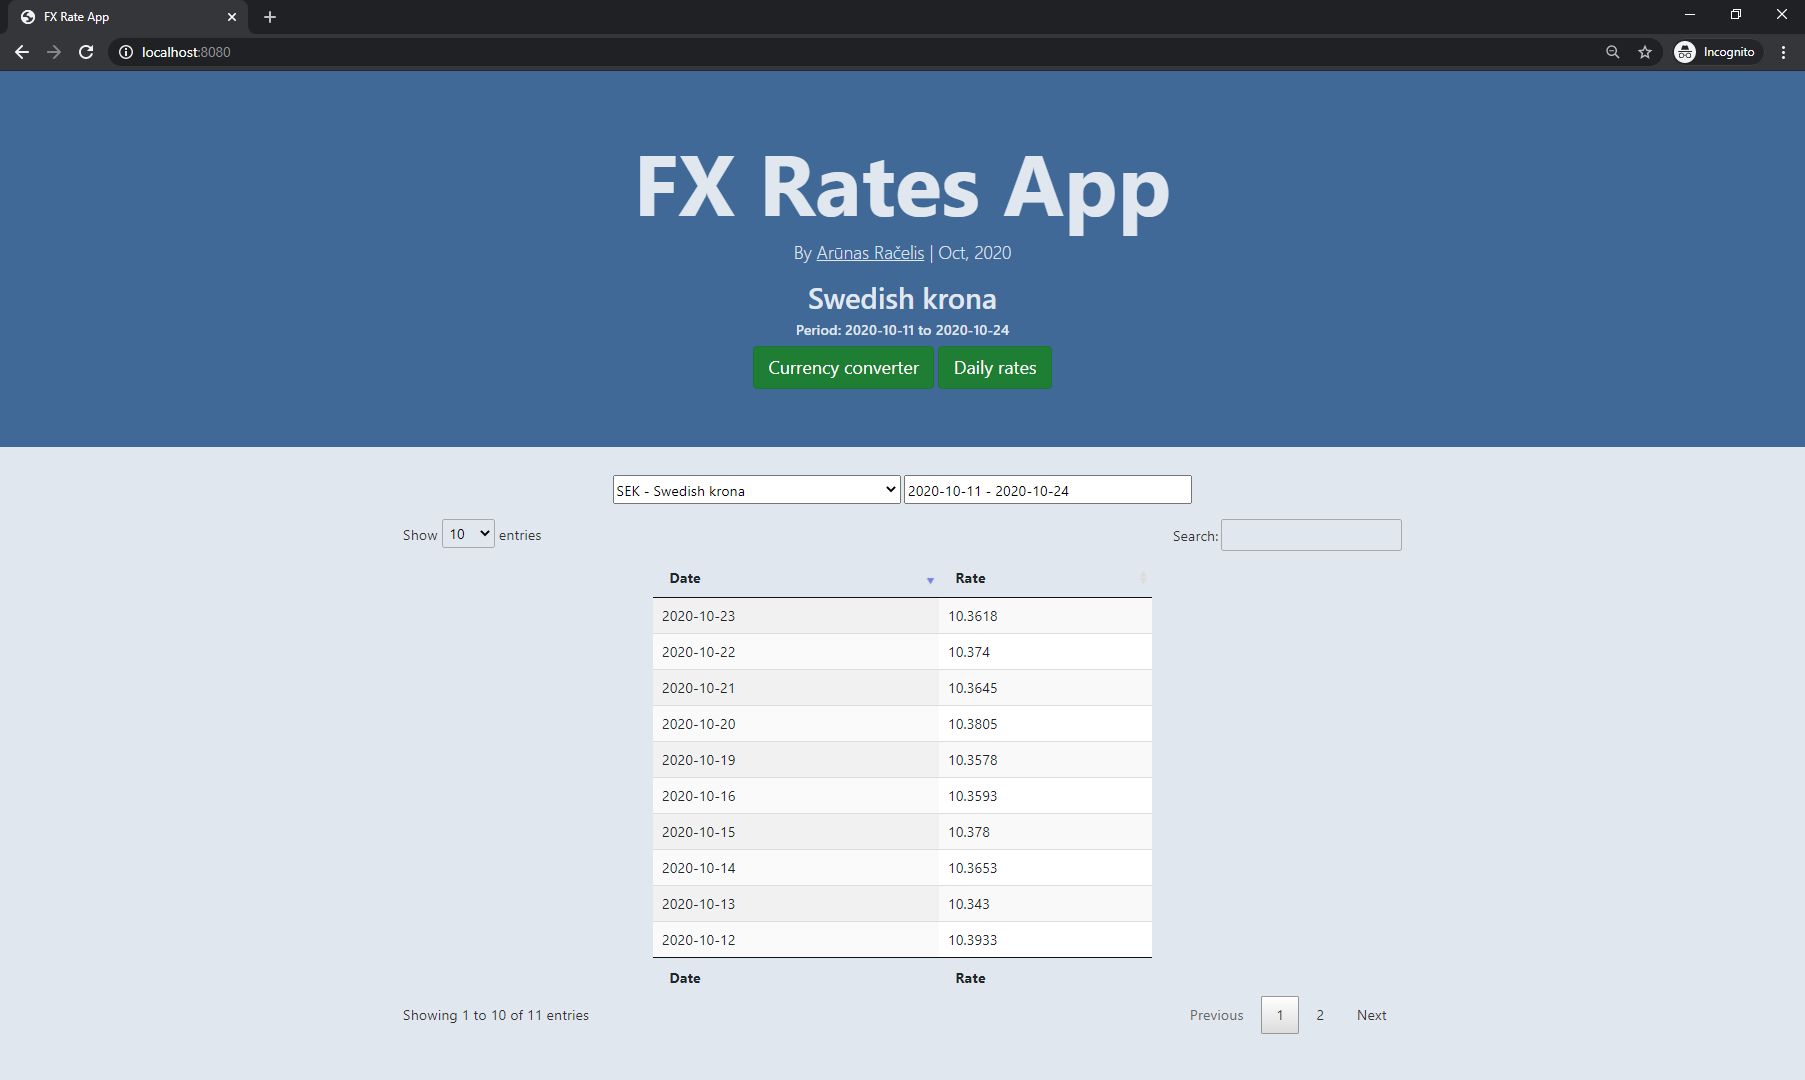 FX Rate App
localhost:8080
Incognito
FX Rates App
By Arūnas Račelis | Oct, 2020
Swedish krona
Period: 2020-10-11 to 2020-10-24
Currency converter Daily rates
SEK - Swedish krona 2020-10-11 - 2020-10-24
Show 10 entries Search:
Date Rate
2020-10-23 10.3618
2020-10-22 10.374
2020-10-21 10.3645
2020-10-20 10.3805
2020-10-19 10.3578
2020-10-16 10.3593
2020-10-15 10.378
2020-10-14 10.3653
2020-10-13 10.343
2020-10-12 10.3933
Date Rate
Showing 1 to 10 of 11 entries Previous 1 2 Next